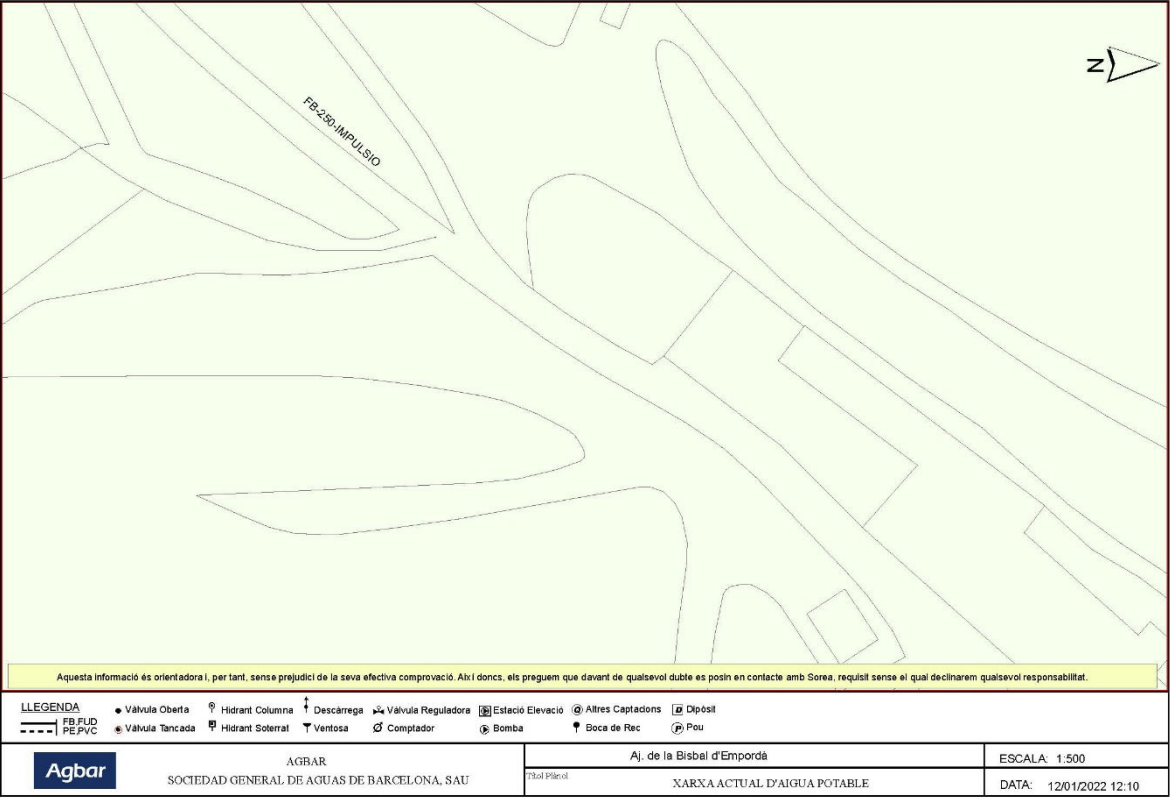 FB-250-IMPULSIO
N
Aquesta informació és orientadora i, per tant, sense prejudici de la seva efectiva comprovació. Així doncs, els preguem que davant de qualsevol dubte es posin en contacte amb Sorea, requisit sense el qual declinarem qualsevol responsabilitat.
LLEGENDA
FB.FUD
PE.PVC
Vàlvula Oberta
Hidrant Columna
Descàrrega
Vàlvula Reguladora
Estació Elevació
Altres Captacions
Dipòsit
Vàlvula Tancada
Hidrant Soterrat
Ventosa
Comptador
Bomba
Boca de Rec
Pou
Agbar
AGBAR
SOCIEDAD GENERAL DE AGUAS DE BARCELONA, SAU
Aj. de la Bisbal d'Empordà
Títol Plànol
XARXA ACTUAL D'AIGUA POTABLE
ESCALA: 1:500
DATA: 12/01/2022 12:10